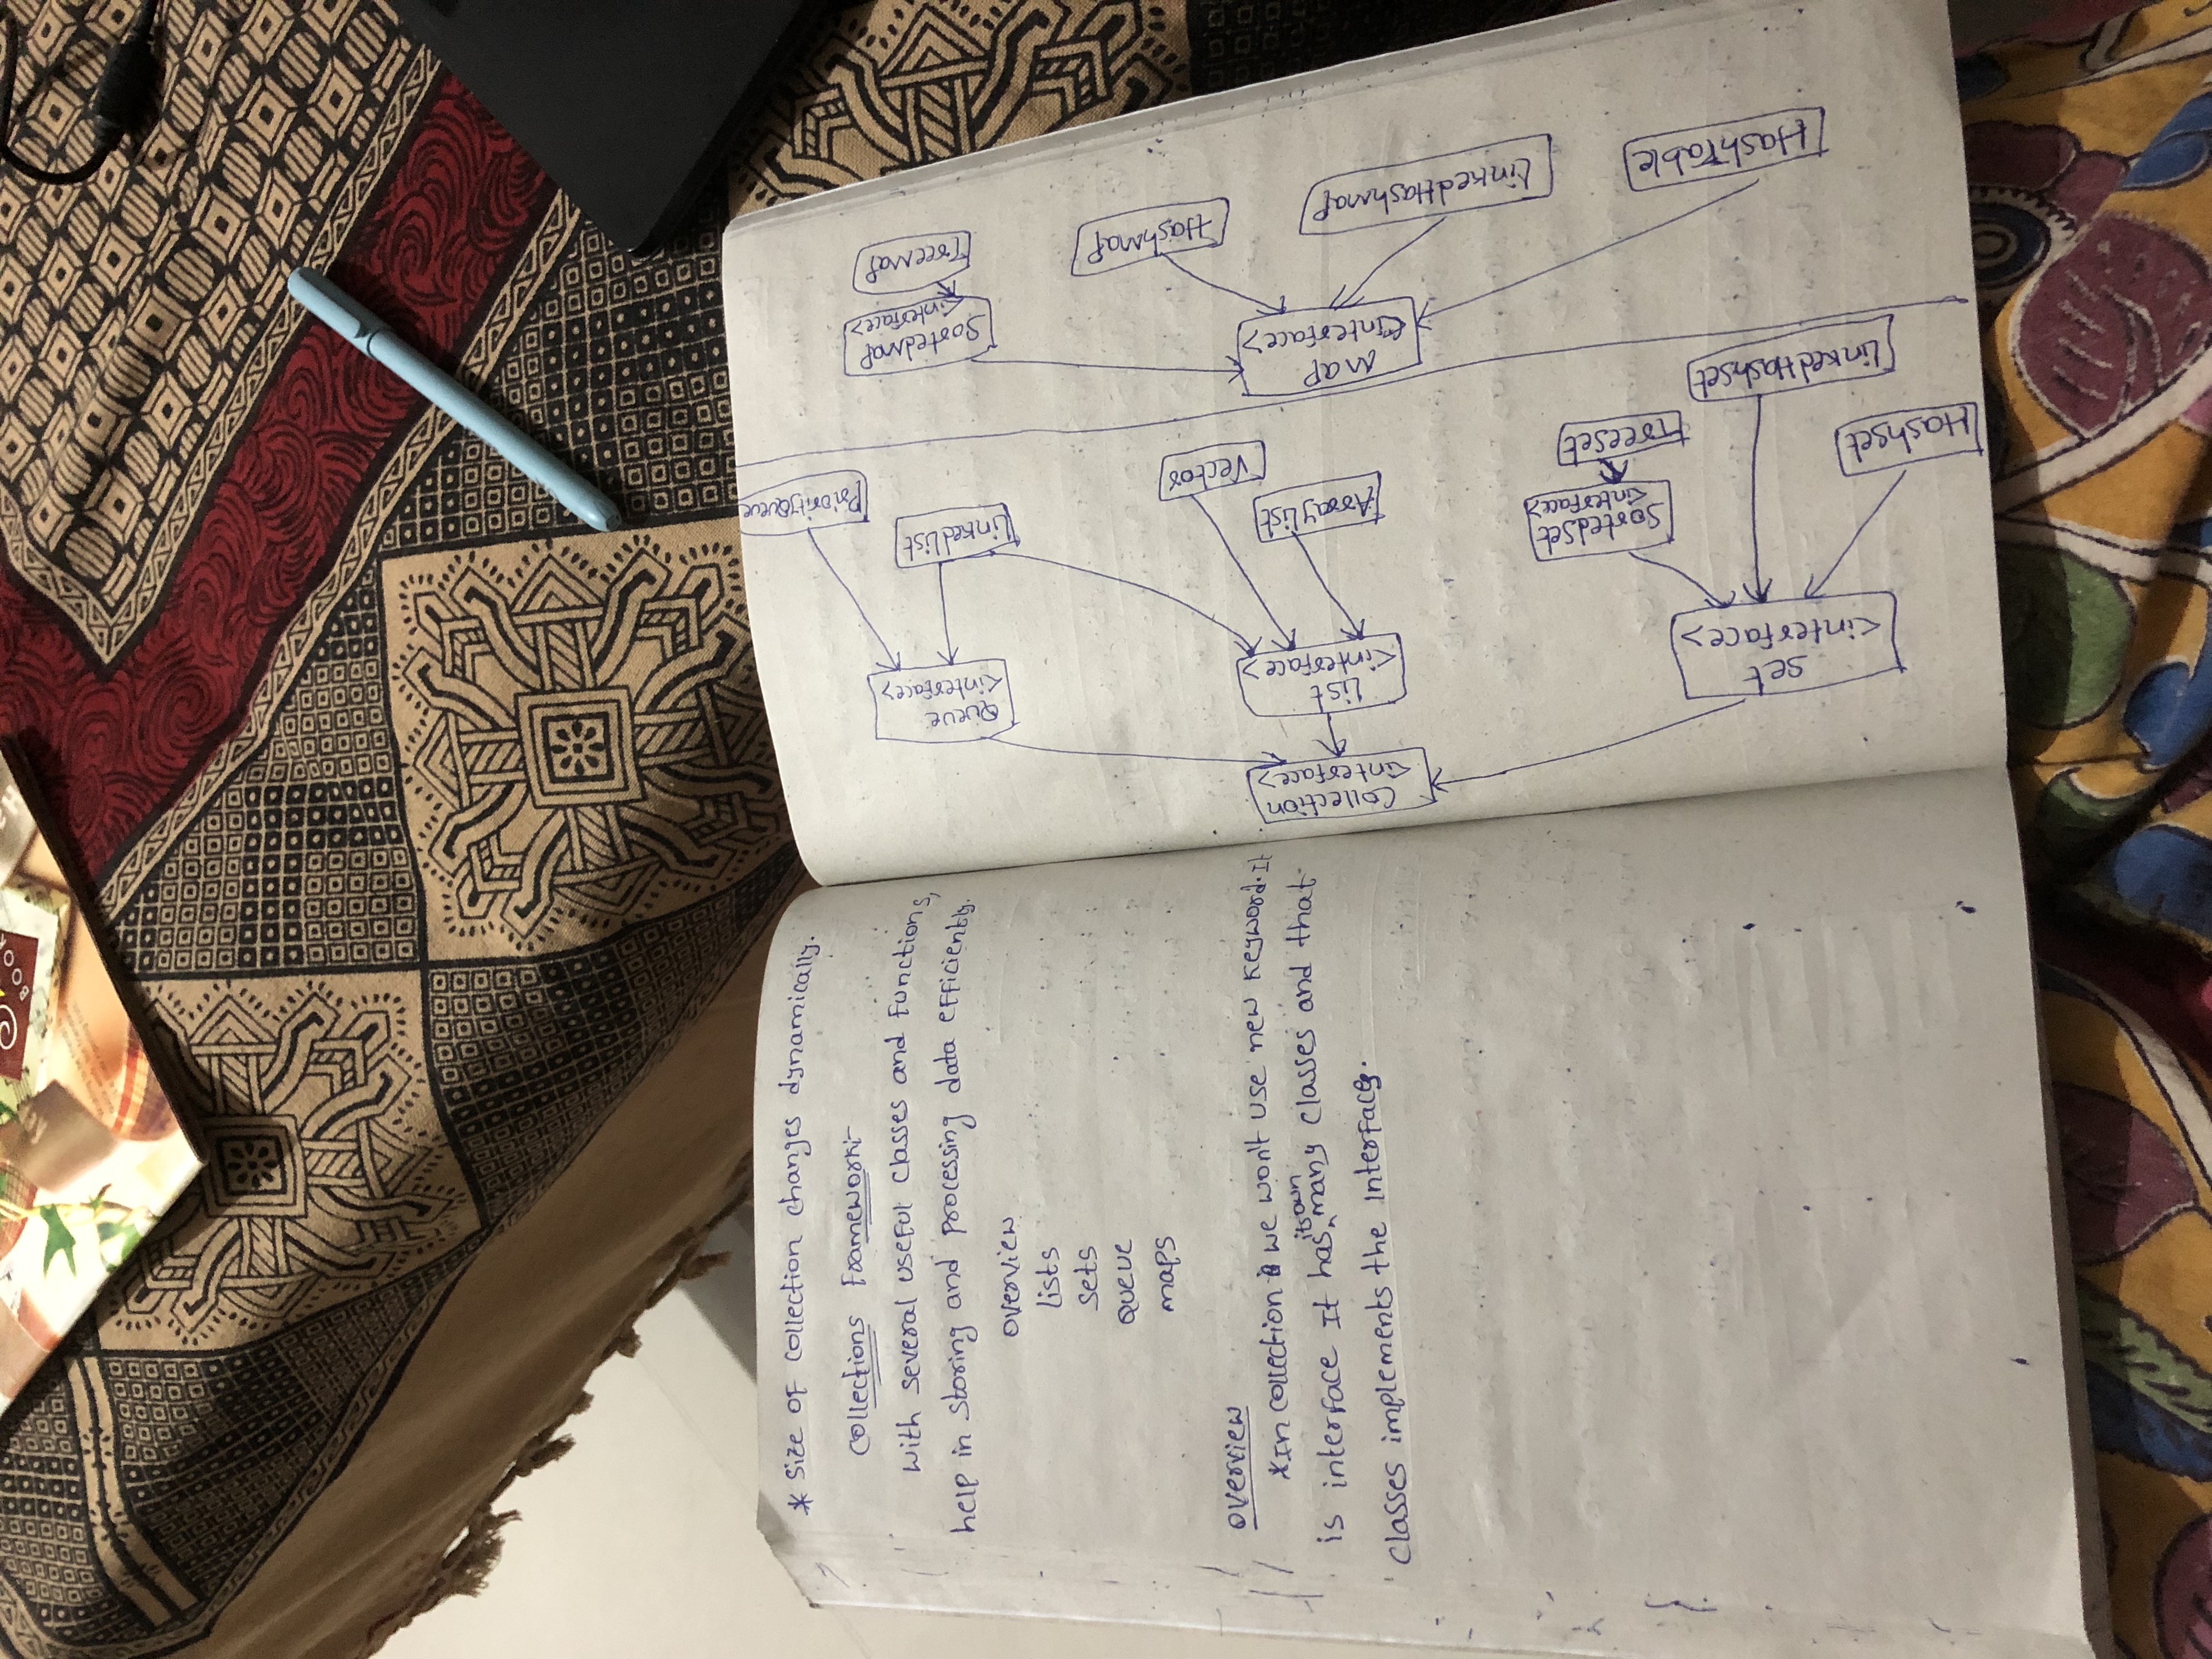 BOOK
* Size of collection changes dynamically.
Collections Framework:-
With several useful classes and functions,
help in storing and processing data efficiently.
overview
lists
sets
Queue
maps
overview
*In collection we won't use new keyword. It
is interface It has its own many classes and that
classes implements the Interfaces.
Collection
<interface>
Set
<interface>
List
<interface>
Queue
<interface>
Hashset
LinkedHashset
SortedSet
<interface>
TreeSet
ArrayList
Vector
LinkedList
PriorityQueue
Map
<interface>
HashTable
LinkedHashMap
HashMap
SortedMap
<interface>
TreeMap